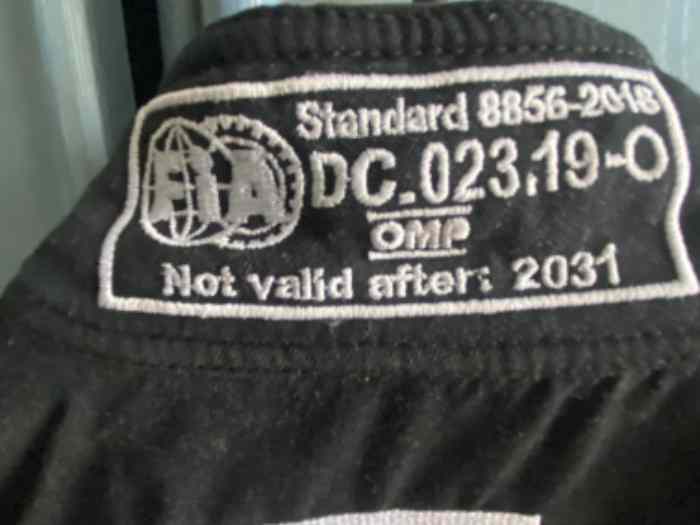 Standard 8856-2018
FIA
DC.023.19-O
OMP
Not valid after: 2031